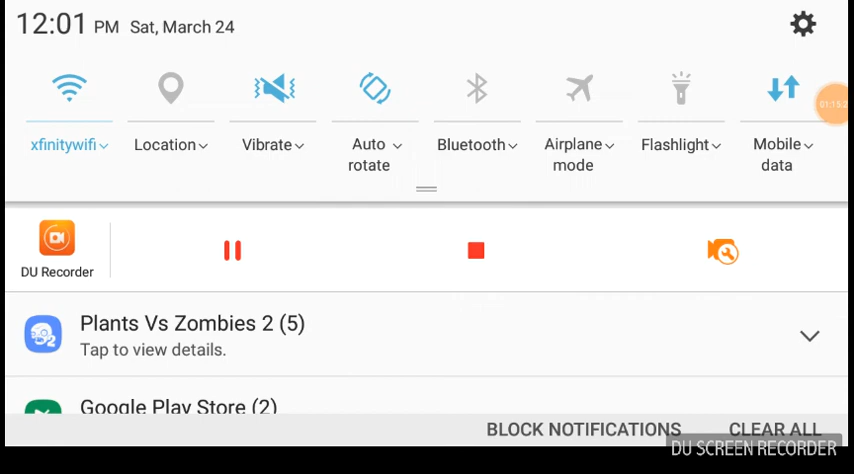 12:01 PM Sat, March 24
xfinitywifi Location Vibrate Auto rotate Bluetooth Airplane mode Flashlight Mobile data
DU Recorder
Plants Vs Zombies 2 (5)
Tap to view details.
Google Play Store (2)
BLOCK NOTIFICATIONS CLEAR ALL
DU SCREEN RECORDER